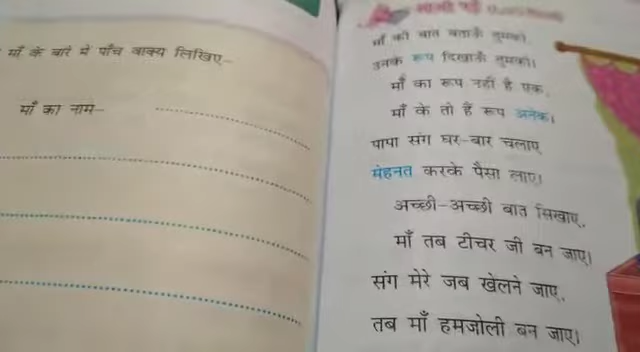 माँ के बारे में पाँच वाक्य लिखिए–
माँ का नाम–
माँ की बात बताऊँ तुमको,
उनके रूप दिखाऊँ तुमको।
माँ का रूप नहीं है एक,
माँ के तो हैं रूप अनेक।
पापा संग घर-बार चलाए
मेहनत करके पैसा लाए।
अच्छी-अच्छी बात सिखाए,
माँ तब टीचर जी बन जाए।
संग मेरे जब खेलने जाए,
तब माँ हमजोली बन जाए।